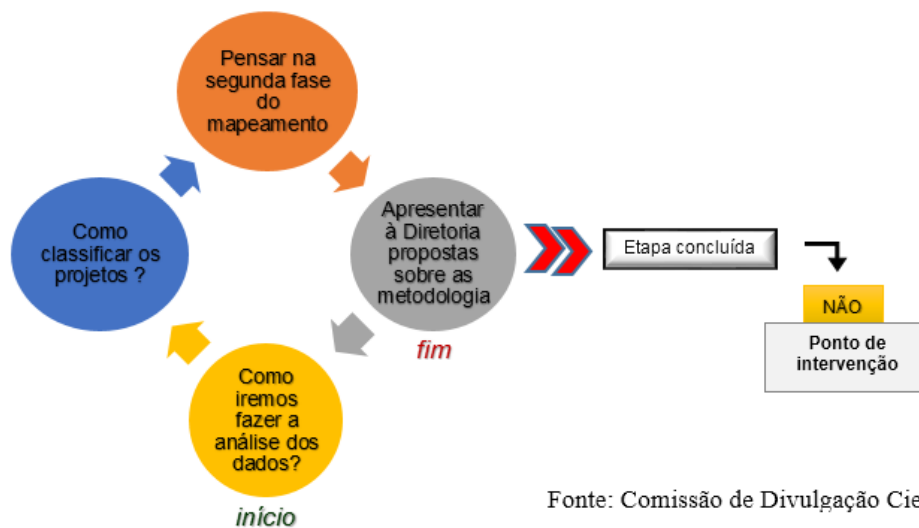 Pensar na
segunda fase
do
mapeamento
Como
classificar os
projetos ?
Apresentar
à Diretoria
propostas
sobre as
metodologia
fim
Como
iremos
fazer a
análise dos
dados?
início
Etapa concluída
NÃO
Ponto de
intervenção
Fonte: Comissão de Divulgação